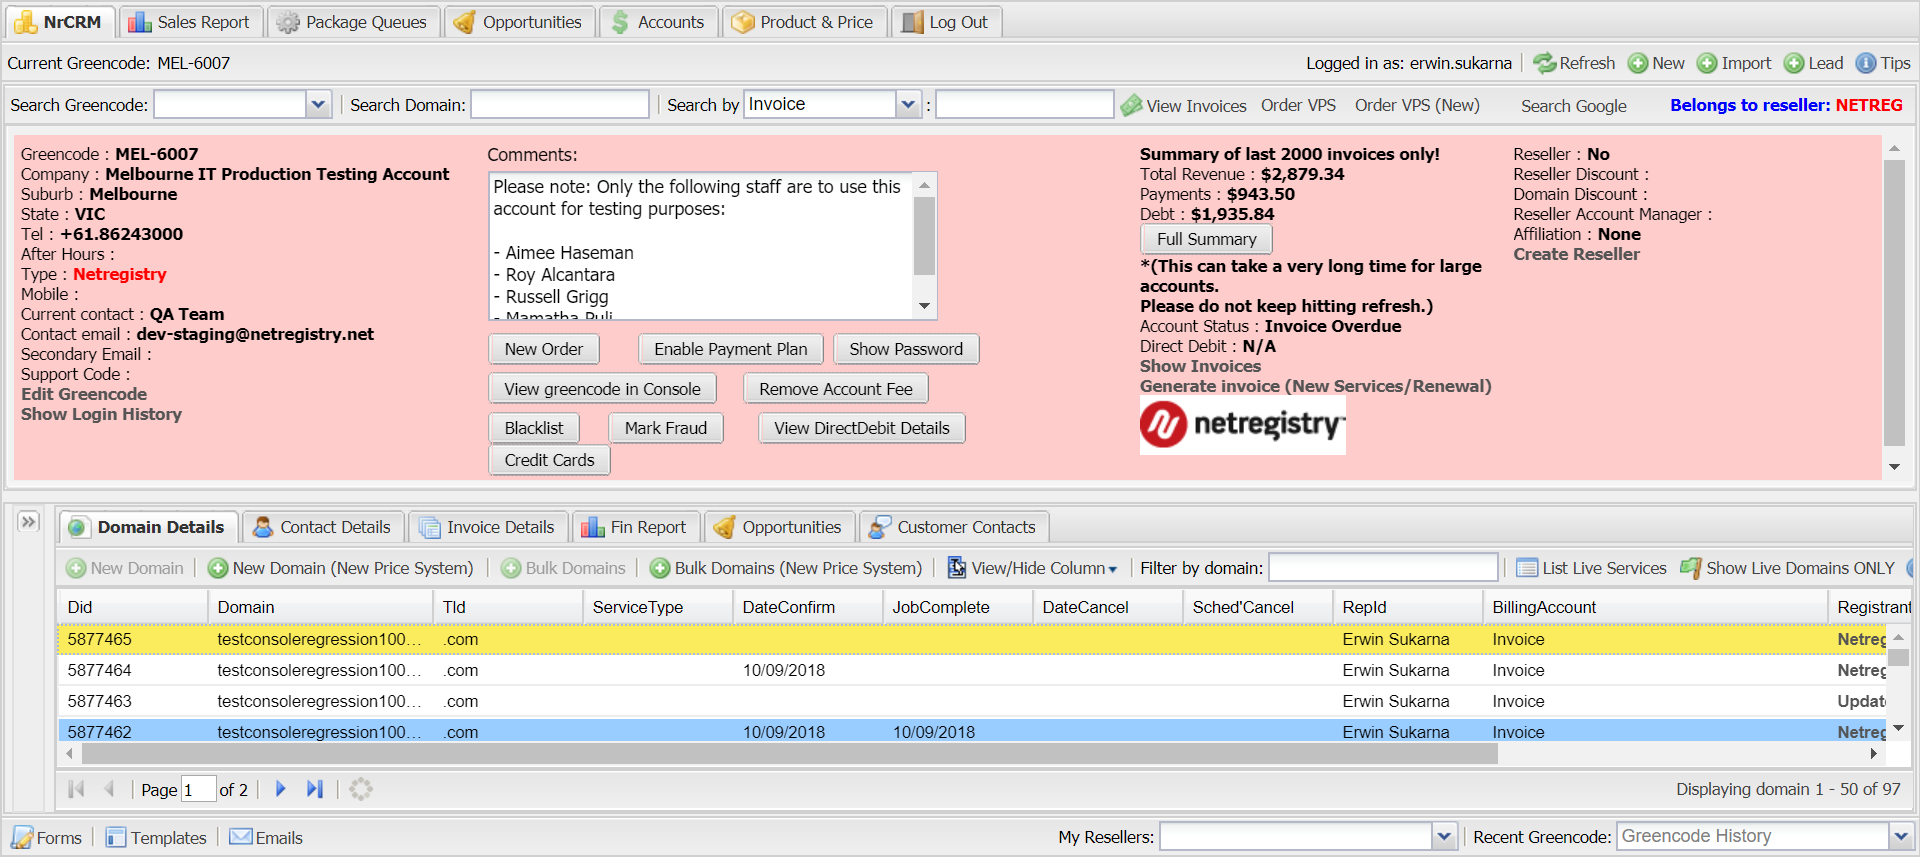 NrCRM Sales Report Package Queues Opportunities Accounts Product & Price Log Out
Current Greencode: MEL-6007 Logged in as: erwin.sukarna Refresh New Import Lead Tips
Search Greencode: Search Domain: Search by Invoice : View Invoices Order VPS Order VPS (New) Search Google Belongs to reseller: NETREG
Greencode : MEL-6007
Company : Melbourne IT Production Testing Account
Suburb : Melbourne
State : VIC
Tel : +61.86243000
After Hours :
Type : Netregistry
Mobile :
Current contact : QA Team
Contact email : dev-staging@netregistry.net
Secondary Email :
Support Code :
Edit Greencode
Show Login History
Comments:
Please note: Only the following staff are to use this
account for testing purposes:
- Aimee Haseman
- Roy Alcantara
- Russell Grigg
- Mamatha Puli
New Order Enable Payment Plan Show Password
View greencode in Console Remove Account Fee
Blacklist Mark Fraud View DirectDebit Details
Credit Cards
Summary of last 2000 invoices only!
Total Revenue : $2,879.34
Payments : $943.50
Debt : $1,935.84
Full Summary
*(This can take a very long time for large
accounts.
Please do not keep hitting refresh.)
Account Status : Invoice Overdue
Direct Debit : N/A
Show Invoices
Generate invoice (New Services/Renewal)
netregistry
Reseller : No
Reseller Discount :
Domain Discount :
Reseller Account Manager :
Affiliation : None
Create Reseller
Domain Details Contact Details Invoice Details Fin Report Opportunities Customer Contacts
New Domain New Domain (New Price System) Bulk Domains Bulk Domains (New Price System) View/Hide Column Filter by domain: List Live Services Show Live Domains ONLY
Did Domain Tld ServiceType DateConfirm JobComplete DateCancel Sched'Cancel RepId BillingAccount Registrant
5877465 testconsoleregression100... .com Erwin Sukarna Invoice Netreg
5877464 testconsoleregression100... .com 10/09/2018 Erwin Sukarna Invoice Netreg
5877463 testconsoleregression100... .com Erwin Sukarna Invoice Updat
5877462 testconsoleregression100... .com 10/09/2018 10/09/2018 Erwin Sukarna Invoice Netreg
Page 1 of 2 Displaying domain 1 - 50 of 97
Forms Templates Emails My Resellers: Recent Greencode: Greencode History